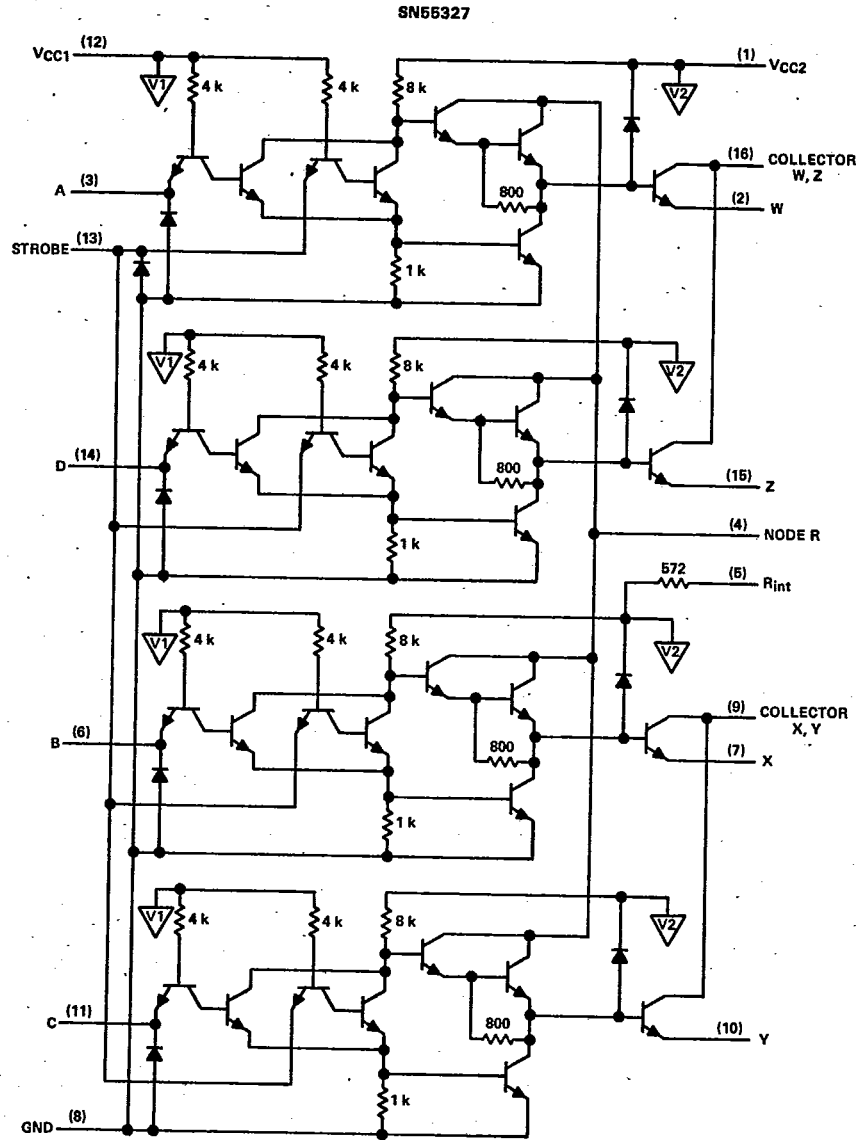 SN55327
VCC1 (12)
(1) VCC2
V1
4 k
4 k
8 k
V2
(16) COLLECTOR
W, Z
A (3)
800
(2) W
STROBE (13)
1 k
V1
4 k
4 k
8 k
V2
D (14)
800
(15) Z
1 k
(4) NODE R
572
(5) Rint
V1
4 k
4 k
8 k
V2
(9) COLLECTOR
X, Y
B (6)
800
(7) X
1 k
V1
4 k
4 k
8 k
V2
C (11)
800
(10) Y
1 k
GND (8)